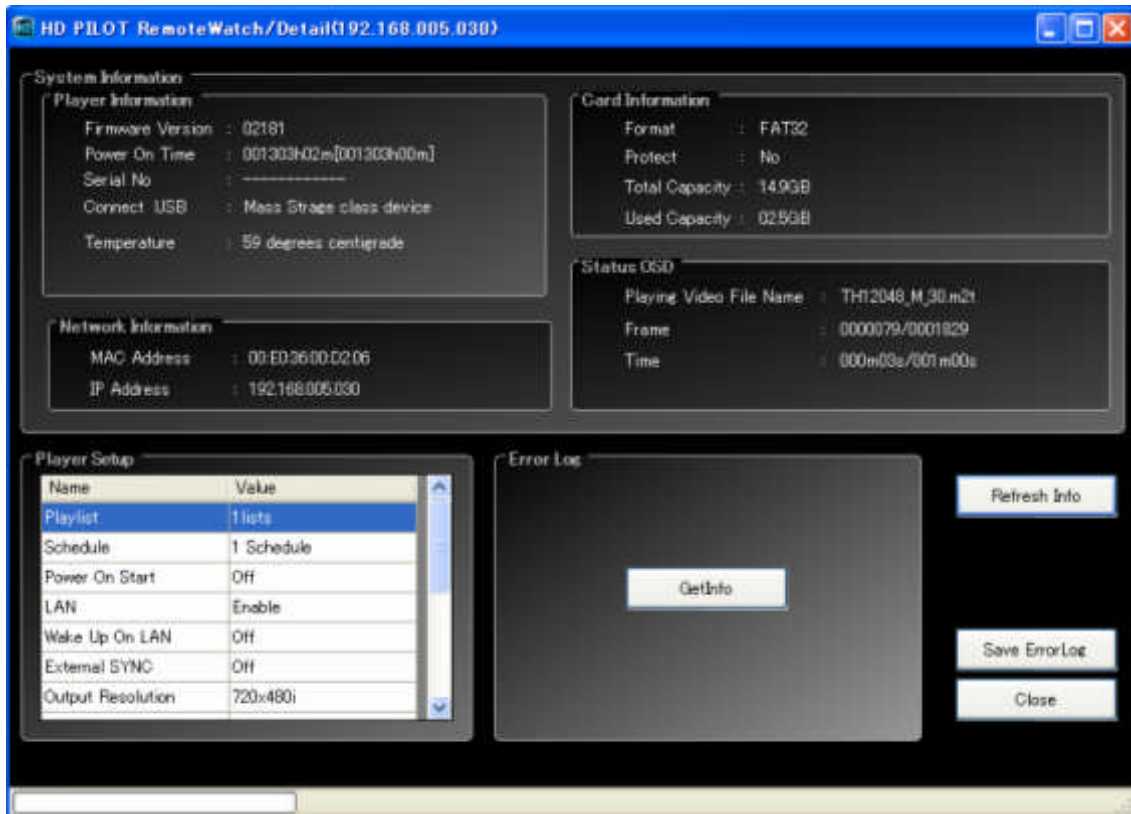 HD PILOT RemoteWatch/Detail(192.168.005.030)
System Information
Player Information
Firmware Version : 02181
Power On Time : 001303h02m[001303h00m]
Serial No : ------------
Connect USB : Mass Strage class device
Temperature : 59 degrees centigrade
Network Information
MAC Address : 00:E0:36:00:D2:06
IP Address : 192.168.005.030
Card Information
Format : FAT32
Protect : No
Total Capacity : 14.9GB
Used Capacity : 02.5GB
Status OSD
Playing Video File Name : TH12048_M_30.m2t
Frame : 0000079/0001829
Time : 000m03s/001m00s
Player Setup
Name Value
Playlist 1 lists
Schedule 1 Schedule
Power On Start Off
LAN Enable
Wake Up On LAN Off
External SYNC Off
Output Resolution 720x480i
Error Log
GetInfo
Refresh Info
Save ErrorLog
Close